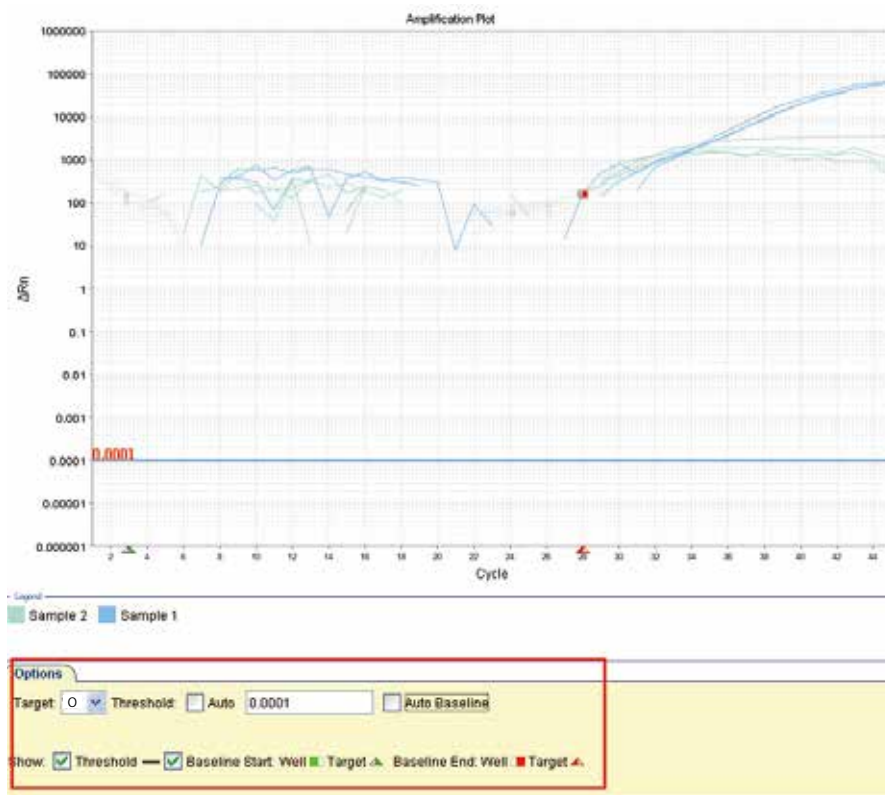 Amplification Plot
1000000
100000
10000
1000
100
10
1
0.1
0.01
0.001
0.0001
0.00001
0.000001
ΔRn
0.0001
2 4 6 8 10 12 14 16 18 20 22 24 26 28 30 32 34 36 38 40 42 44
Cycle
Legend
Sample 2 Sample 1
Options
Target: O Threshold: Auto 0.0001 Auto Baseline
Show: Threshold Baseline Start: Well Target Baseline End: Well Target